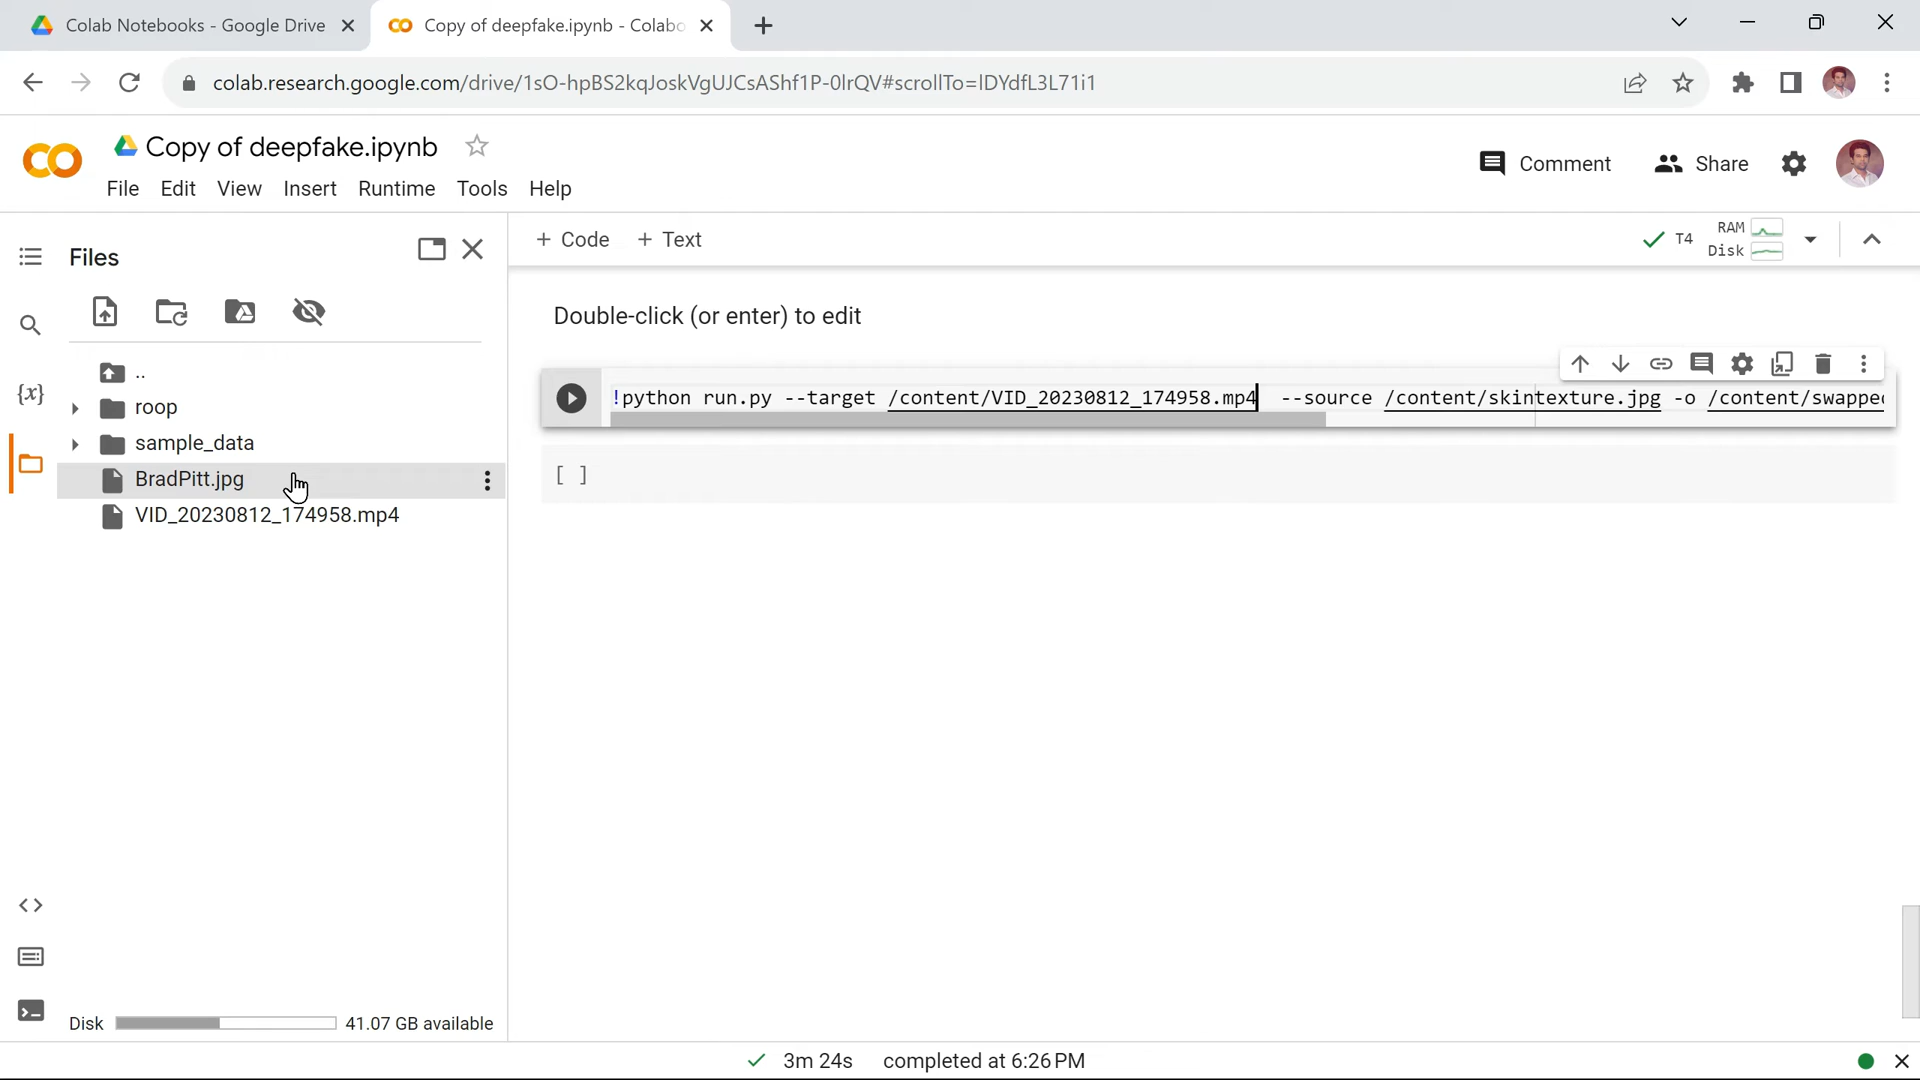 Colab Notebooks - Google Drive
Copy of deepfake.ipynb - Colabo
colab.research.google.com/drive/1sO-hpBS2kqJoskVgUJCsAShf1P-0lrQV#scrollTo=lDYdfL3L71i1
Copy of deepfake.ipynb
File Edit View Insert Runtime Tools Help
Comment
Share
Files
+ Code + Text
T4
RAM
Disk
{x}
..
roop
sample_data
BradPitt.jpg
VID_20230812_174958.mp4
Double-click (or enter) to edit
!python run.py --target /content/VID_20230812_174958.mp4 --source /content/skintexture.jpg -o /content/swapped
[ ]
Disk 41.07 GB available
3m 24s completed at 6:26 PM